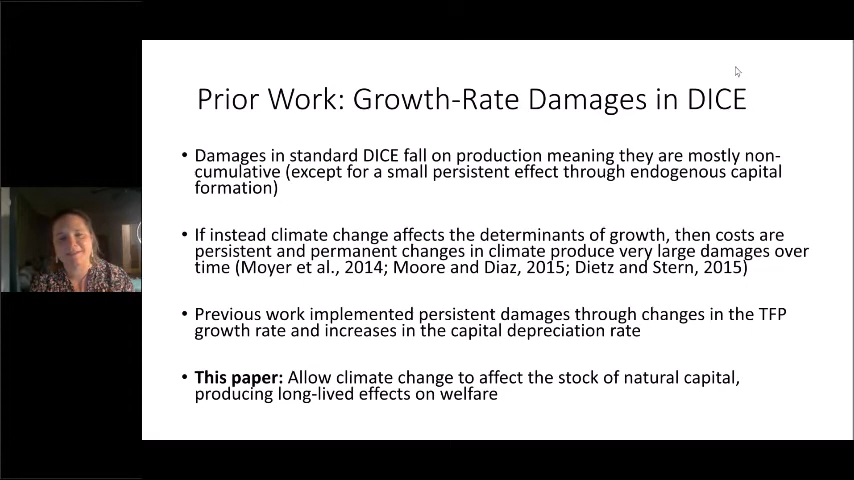 Prior Work: Growth-Rate Damages in DICE
• Damages in standard DICE fall on production meaning they are mostly non-
cumulative (except for a small persistent effect through endogenous capital
formation)
• If instead climate change affects the determinants of growth, then costs are
persistent and permanent changes in climate produce very large damages over
time (Moyer et al., 2014; Moore and Diaz, 2015; Dietz and Stern, 2015)
• Previous work implemented persistent damages through changes in the TFP
growth rate and increases in the capital depreciation rate
• This paper: Allow climate change to affect the stock of natural capital,
producing long-lived effects on welfare